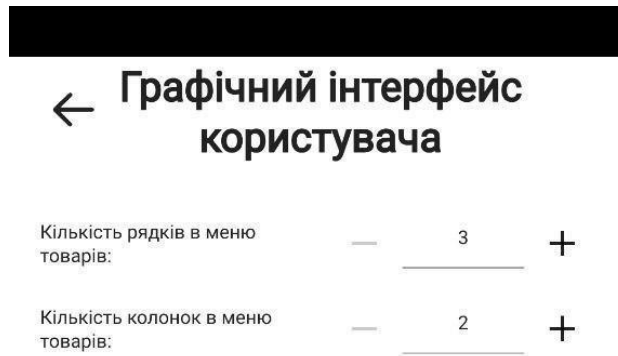 Графічний інтерфейс
користувача
Кількість рядків в меню
товарів:
3
Кількість колонок в меню
товарів:
2